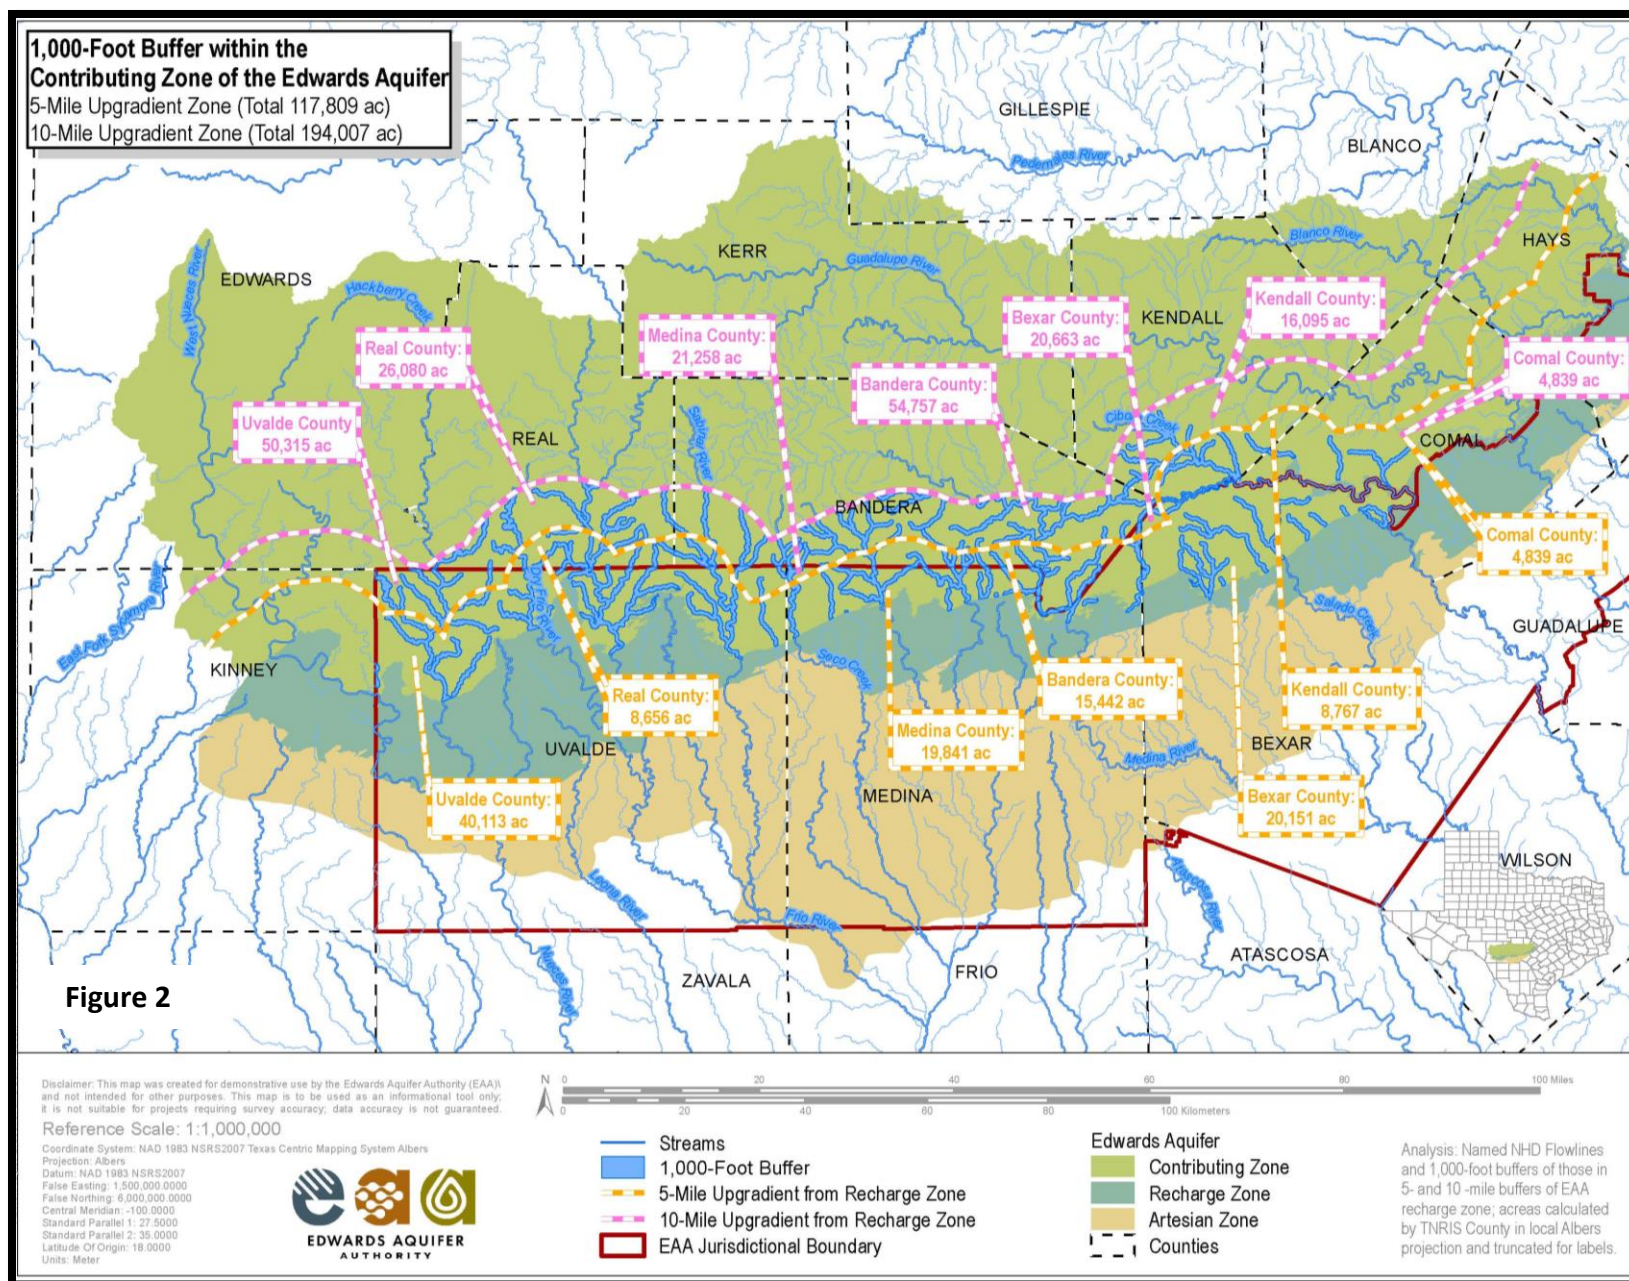 1,000-Foot Buffer within the
Contributing Zone of the Edwards Aquifer
5-Mile Upgradient Zone (Total 117,809 ac)
10-Mile Upgradient Zone (Total 194,007 ac)
GILLESPIE
BLANCO
Pedernales River
HAYS
Blanco River
KERR
Guadalupe River
EDWARDS
West Nueces River
Hackberry Creek
KENDALL
Kendall County:
16,095 ac
Bexar County:
20,663 ac
Medina County:
21,258 ac
Real County:
26,080 ac
Comal County:
4,839 ac
Bandera County:
54,757 ac
Uvalde County
50,315 ac
REAL
Sabinal River
Cibolo Creek
COMAL
BANDERA
Comal County:
4,839 ac
East Fork Sycamore River
Dry Frio River
Salado Creek
GUADALUPE
KINNEY
Seco Creek
Real County:
8,656 ac
Bandera County:
15,442 ac
Kendall County:
8,767 ac
Medina County:
19,841 ac
UVALDE
Medina River
BEXAR
Uvalde County:
40,113 ac
MEDINA
Bexar County:
20,151 ac
WILSON
Leona River
Frio River
Atascosa River
Nueces River
ZAVALA
FRIO
ATASCOSA
Figure 2
Disclaimer: This map was created for demonstrative use by the Edwards Aquifer Authority (EAA)\
and not intended for other purposes. This map is to be used as an informational tool only;
it is not suitable for projects requiring survey accuracy; data accuracy is not guaranteed.
Reference Scale: 1:1,000,000
Coordinate System: NAD 1983 NSRS2007 Texas Centric Mapping System Albers
Projection: Albers
Datum: NAD 1983 NSRS2007
False Easting: 1,500,000.0000
False Northing: 6,000,000.0000
Central Meridian: -100.0000
Standard Parallel 1: 27.5000
Standard Parallel 2: 35.0000
Latitude Of Origin: 18.0000
Units: Meter
EDWARDS AQUIFER
AUTHORITY
N
0 20 40 60 80 100 Miles
0 20 40 60 80 100 Kilometers
Streams
1,000-Foot Buffer
5-Mile Upgradient from Recharge Zone
10-Mile Upgradient from Recharge Zone
EAA Jurisdictional Boundary
Edwards Aquifer
Contributing Zone
Recharge Zone
Artesian Zone
Counties
Analysis: Named NHD Flowlines
and 1,000-foot buffers of those in
5- and 10 -mile buffers of EAA
recharge zone; acreas calculated
by TNRIS County in local Albers
projection and truncated for labels.